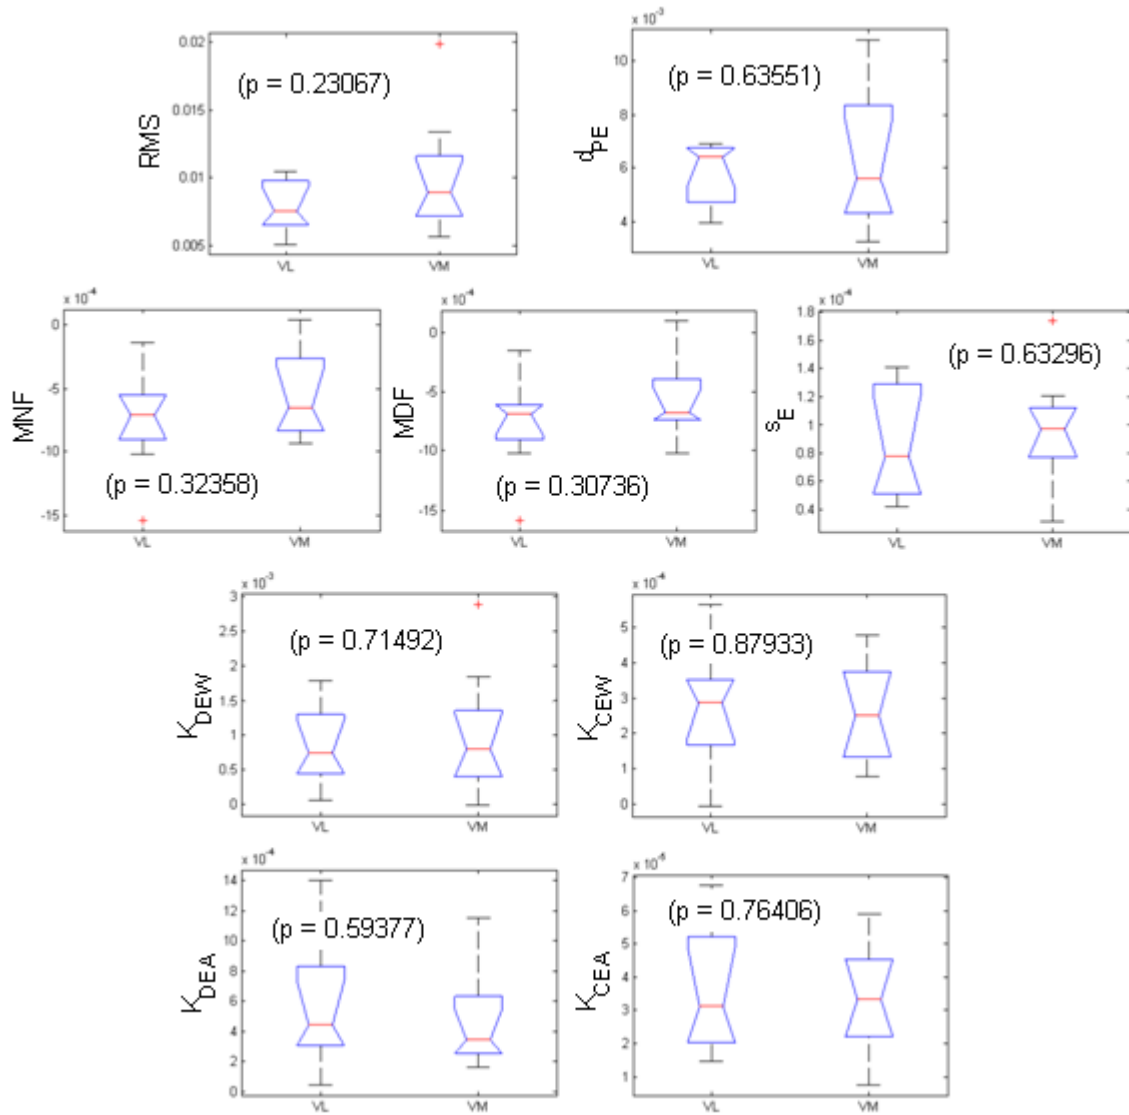 RMS
0.02
0.015
0.01
0.005
(p = 0.23067)
VL VM
d_PE
x 10^-3
10
8
6
4
(p = 0.63551)
VL VM
MNF
x 10^-4
0
-5
-10
-15
(p = 0.32358)
VL VM
MDF
x 10^-4
0
-5
-10
-15
(p = 0.30736)
VL VM
s_E
x 10^-4
1.8
1.6
1.4
1.2
1
0.8
0.6
0.4
(p = 0.63296)
VL VM
K_DEW
x 10^-3
3
2.5
2
1.5
1
0.5
0
(p = 0.71492)
VL VM
K_CEW
x 10^-4
5
4
3
2
1
0
(p = 0.87933)
VL VM
K_DEA
x 10^-4
14
12
10
8
6
4
2
0
(p = 0.59377)
VL VM
K_CEA
7
6
5
4
3
2
1
(p = 0.76406)
VL VM